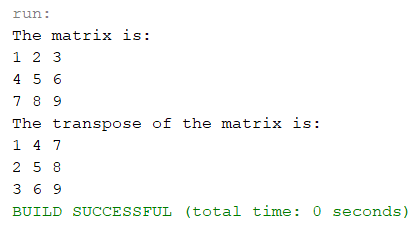 run:
The matrix is:
1 2 3
4 5 6
7 8 9
The transpose of the matrix is:
1 4 7
2 5 8
3 6 9
BUILD SUCCESSFUL (total time: 0 seconds)